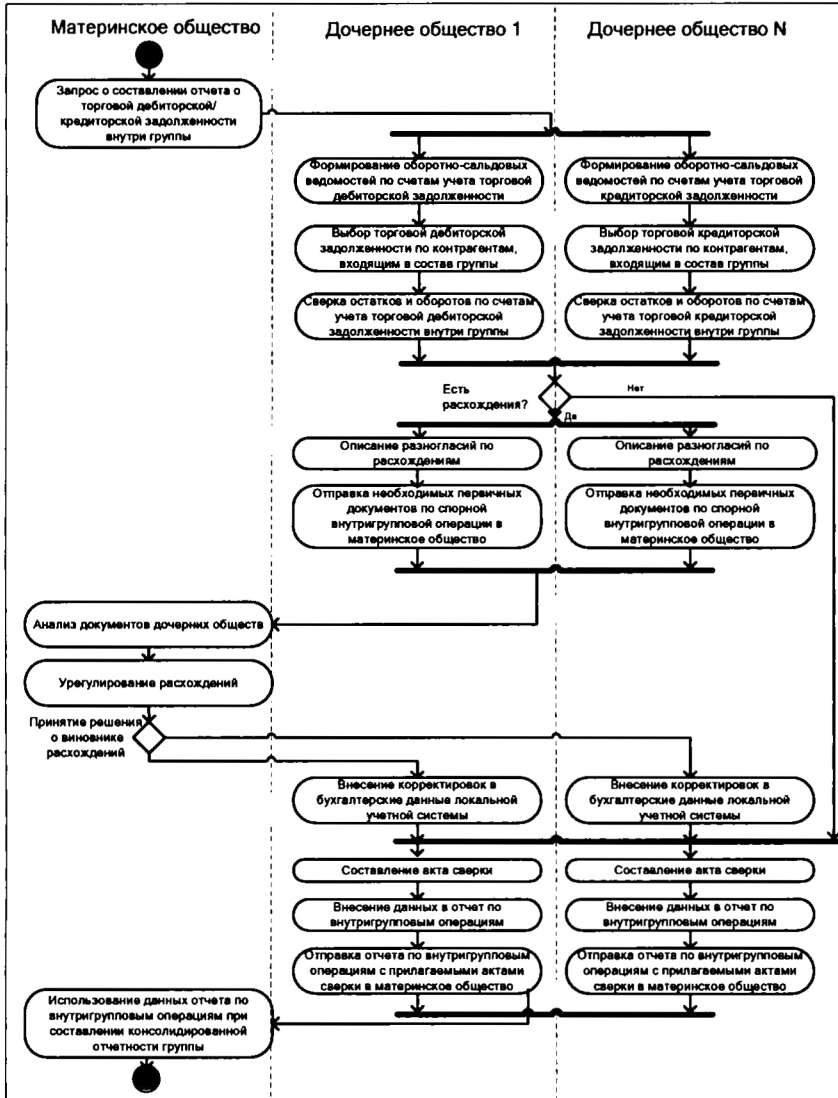 Материнское общество
Дочернее общество 1
Дочернее общество N
Запрос о составлении отчета о
торговой дебиторской/
кредиторской задолженности
внутри группы
Формирование оборотно-сальдовых
ведомостей по счетам учета торговой
дебиторской задолженности
Формирование оборотно-сальдовых
ведомостей по счетам учета торговой
кредиторской задолженности
Выбор торговой дебиторской
задолженности по контрагентам,
входящим в состав группы
Выбор торговой кредиторской
задолженности по контрагентам,
входящим в состав группы
Сверка остатков и оборотов по счетам
учета торговой дебиторской
задолженности внутри группы
Сверка остатков и оборотов по счетам
учета торговой кредиторской
задолженности внутри группы
Есть
расхождения?
Нет
Да
Описание разногласий по
расхождениям
Описание разногласий по
расхождениям
Отправка необходимых первичных
документов по спорной
внутригрупповой операции в
материнское общество
Отправка необходимых первичных
документов по спорной
внутригрупповой операции в
материнское общество
Анализ документов дочерних обществ
Урегулирование расхождений
Принятие решения
о виновнике
расхождений
Внесение корректировок в
бухгалтерские данные локальной
учетной системы
Внесение корректировок в
бухгалтерские данные локальной
учетной системы
Составление акта сверки
Составление акта сверки
Внесение данных в отчет по
внутригрупповым операциям
Внесение данных в отчет по
внутригрупповым операциям
Отправка отчета по внутригрупповым
операциям с прилагаемыми актами
сверки в материнское общество
Отправка отчета по внутригрупповым
операциям с прилагаемыми актами
сверки в материнское общество
Использование данных отчета по
внутригрупповым операциям при
составлении консолидированной
отчетности группы